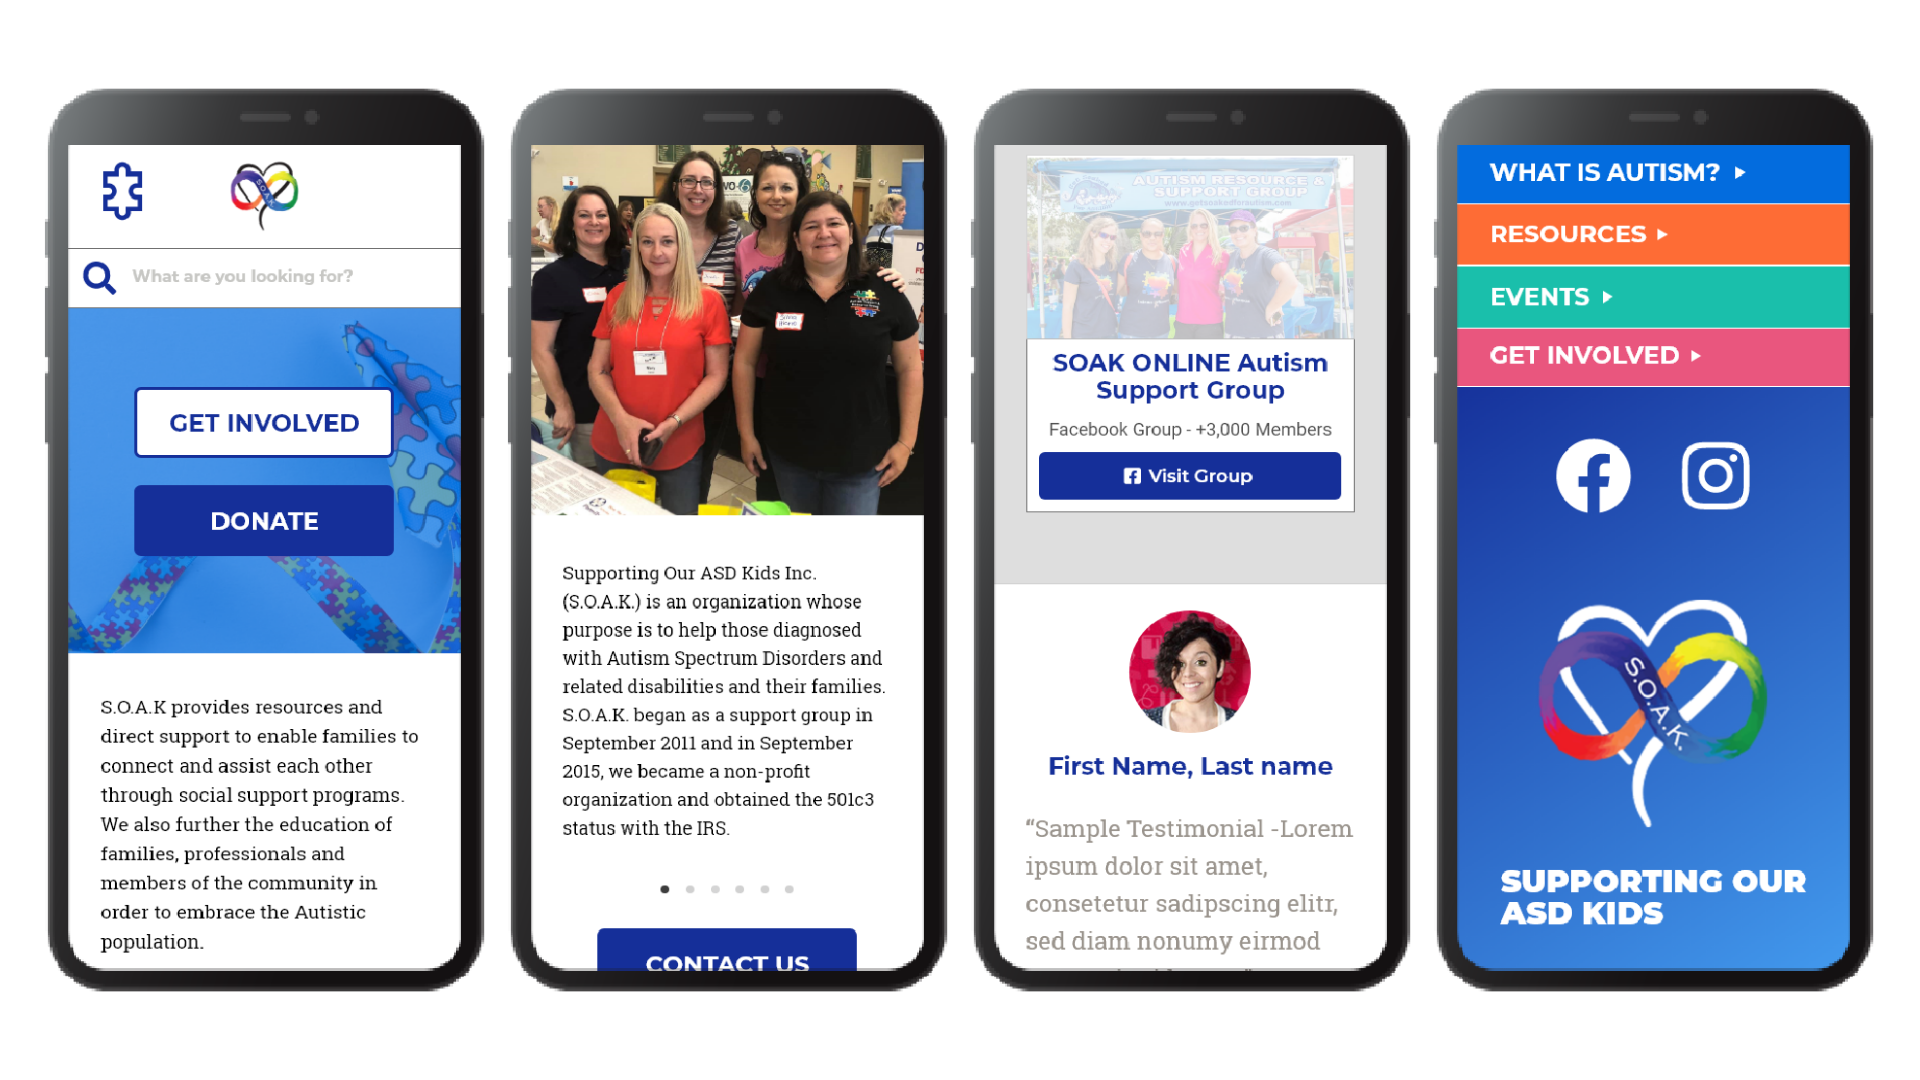 S.O.A.K
What are you looking for?
GET INVOLVED
DONATE
S.O.A.K provides resources and
direct support to enable families to
connect and assist each other
through social support programs.
We also further the education of
families, professionals and
members of the community in
order to embrace the Autistic
population.
Supporting Our ASD Kids Inc.
(S.O.A.K.) is an organization whose
purpose is to help those diagnosed
with Autism Spectrum Disorders and
related disabilities and their families.
S.O.A.K. began as a support group in
September 2011 and in September
2015, we became a non-profit
organization and obtained the 501c3
status with the IRS.
CONTACT US
AUTISM RESOURCE &
SUPPORT GROUP
www.getsoakedforautism.com
SOAK ONLINE Autism
Support Group
Facebook Group - +3,000 Members
Visit Group
First Name, Last name
“Sample Testimonial -Lorem
ipsum dolor sit amet,
consetetur sadipscing elitr,
sed diam nonumy eirmod
WHAT IS AUTISM?
RESOURCES
EVENTS
GET INVOLVED
S.O.A.K.
SUPPORTING OUR
ASD KIDS